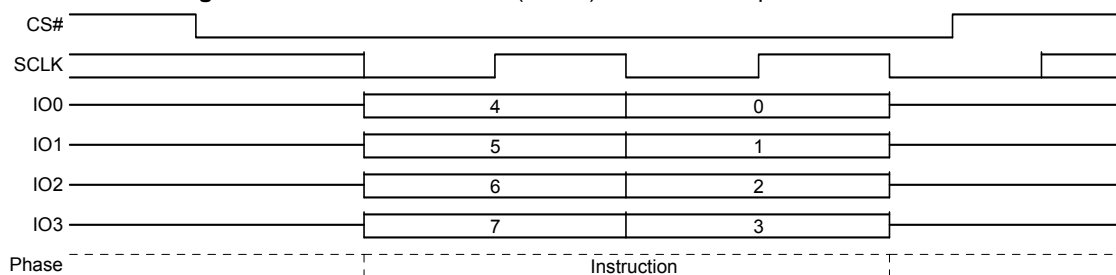 CS#
SCLK
IO0 4 0
IO1 5 1
IO2 6 2
IO3 7 3
Phase Instruction